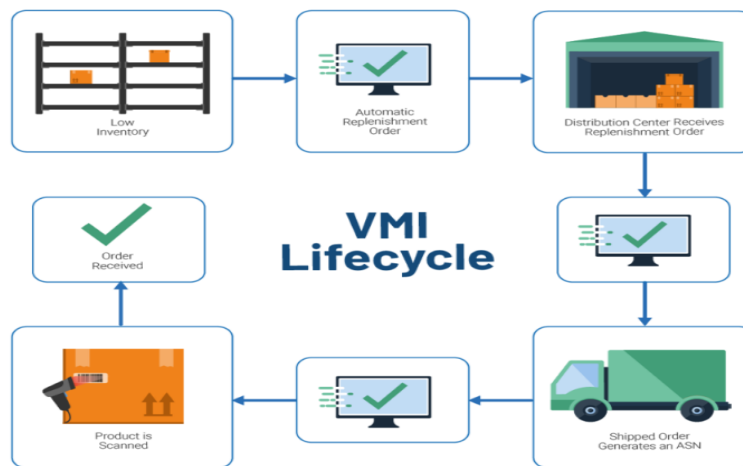 Low
Inventory
Automatic
Replenishment
Order
Distribution Center Receives
Replenishment Order
VMI
Lifecycle
Order
Received
Product is
Scanned
Shipped Order
Generates an ASN